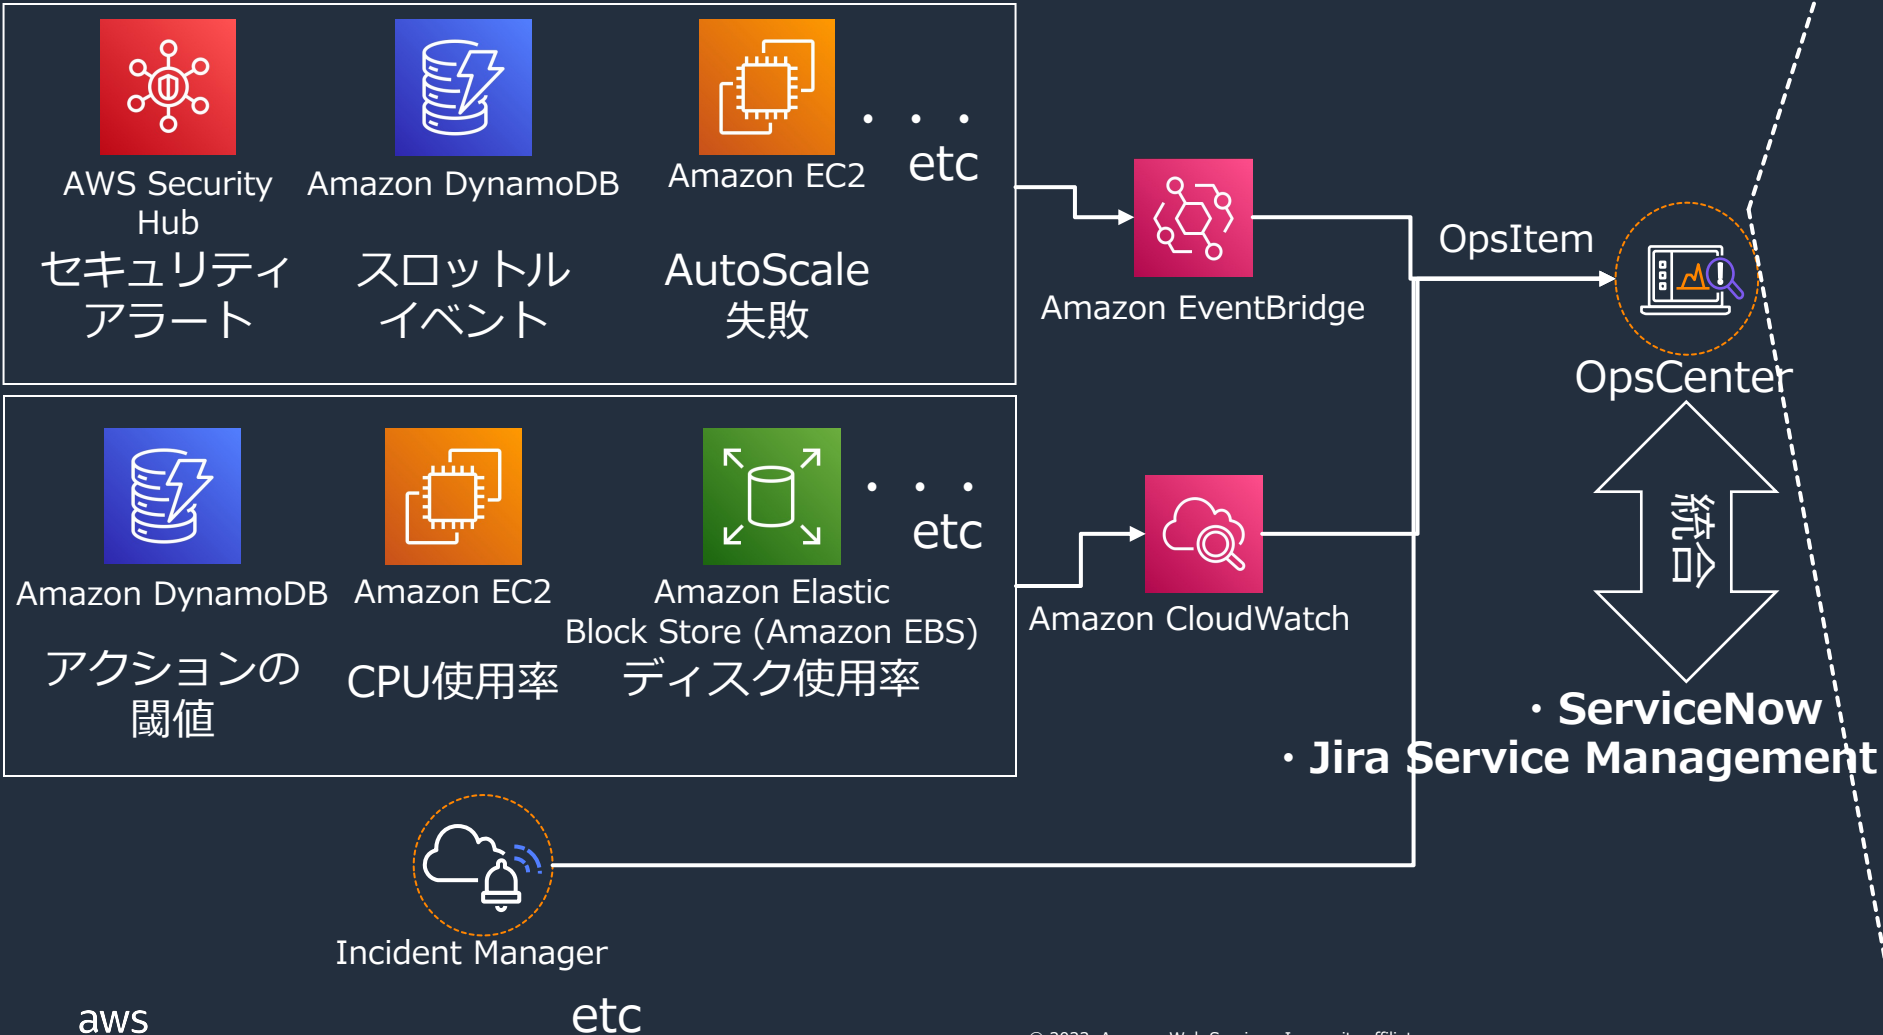 AWS Security
Hub
セキュリティ
アラート
Amazon DynamoDB
スロットル
イベント
Amazon EC2
AutoScale
失敗
・・・
etc
Amazon EventBridge
OpsItem
OpsCenter
統合
・ServiceNow
・Jira Service Management
Amazon DynamoDB
アクションの
閾値
Amazon EC2
CPU使用率
Amazon Elastic
Block Store (Amazon EBS)
ディスク使用率
・・・
etc
Amazon CloudWatch
Incident Manager
etc
aws